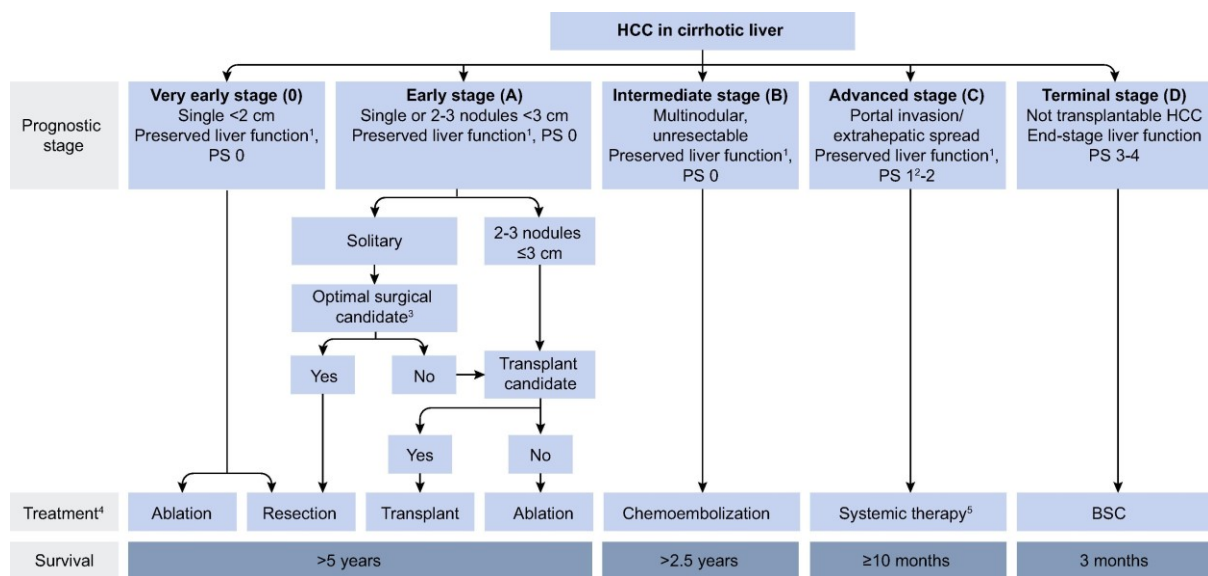 HCC in cirrhotic liver
Prognostic
stage
Very early stage (0)
Single <2 cm
Preserved liver function¹,
PS 0
Early stage (A)
Single or 2-3 nodules <3 cm
Preserved liver function¹, PS 0
Intermediate stage (B)
Multinodular,
unresectable
Preserved liver function¹,
PS 0
Advanced stage (C)
Portal invasion/
extrahepatic spread
Preserved liver function¹,
PS 1²-2
Terminal stage (D)
Not transplantable HCC
End-stage liver function
PS 3-4
Solitary
2-3 nodules
≤3 cm
Optimal surgical
candidate³
Yes
No
Transplant
candidate
Yes
No
Treatment⁴
Ablation
Resection
Transplant
Ablation
Chemoembolization
Systemic therapy⁵
BSC
Survival
>5 years
>2.5 years
≥10 months
3 months